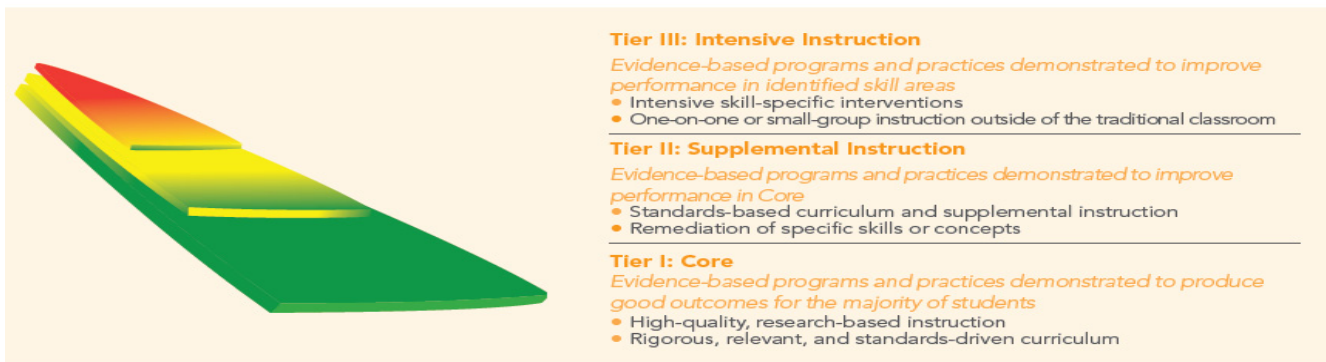 Tier III: Intensive Instruction
Evidence-based programs and practices demonstrated to improve
performance in identified skill areas
• Intensive skill-specific interventions
• One-on-one or small-group instruction outside of the traditional classroom
Tier II: Supplemental Instruction
Evidence-based programs and practices demonstrated to improve
performance in Core
• Standards-based curriculum and supplemental instruction
• Remediation of specific skills or concepts
Tier I: Core
Evidence-based programs and practices demonstrated to produce
good outcomes for the majority of students
• High-quality, research-based instruction
• Rigorous, relevant, and standards-driven curriculum